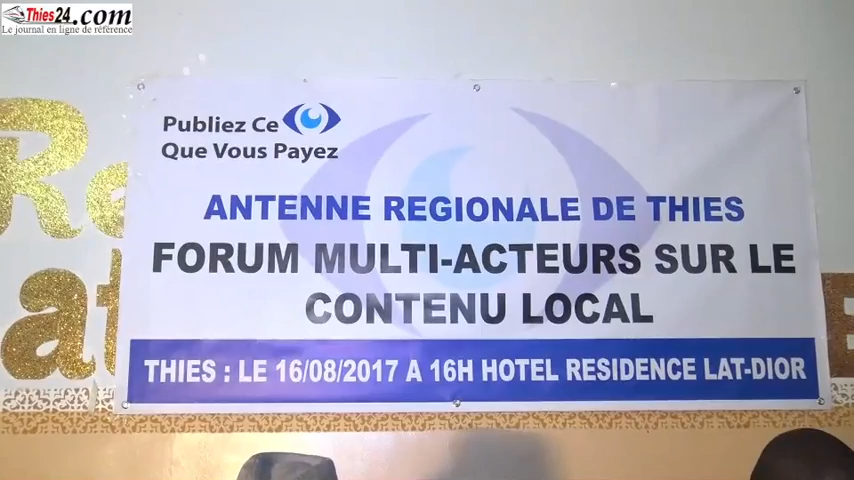 Thies24.com
Le journal en ligne de référence
Publiez Ce
Que Vous Payez
ANTENNE REGIONALE DE THIES
FORUM MULTI-ACTEURS SUR LE
CONTENU LOCAL
THIES : LE 16/08/2017 A 16H HOTEL RESIDENCE LAT-DIOR